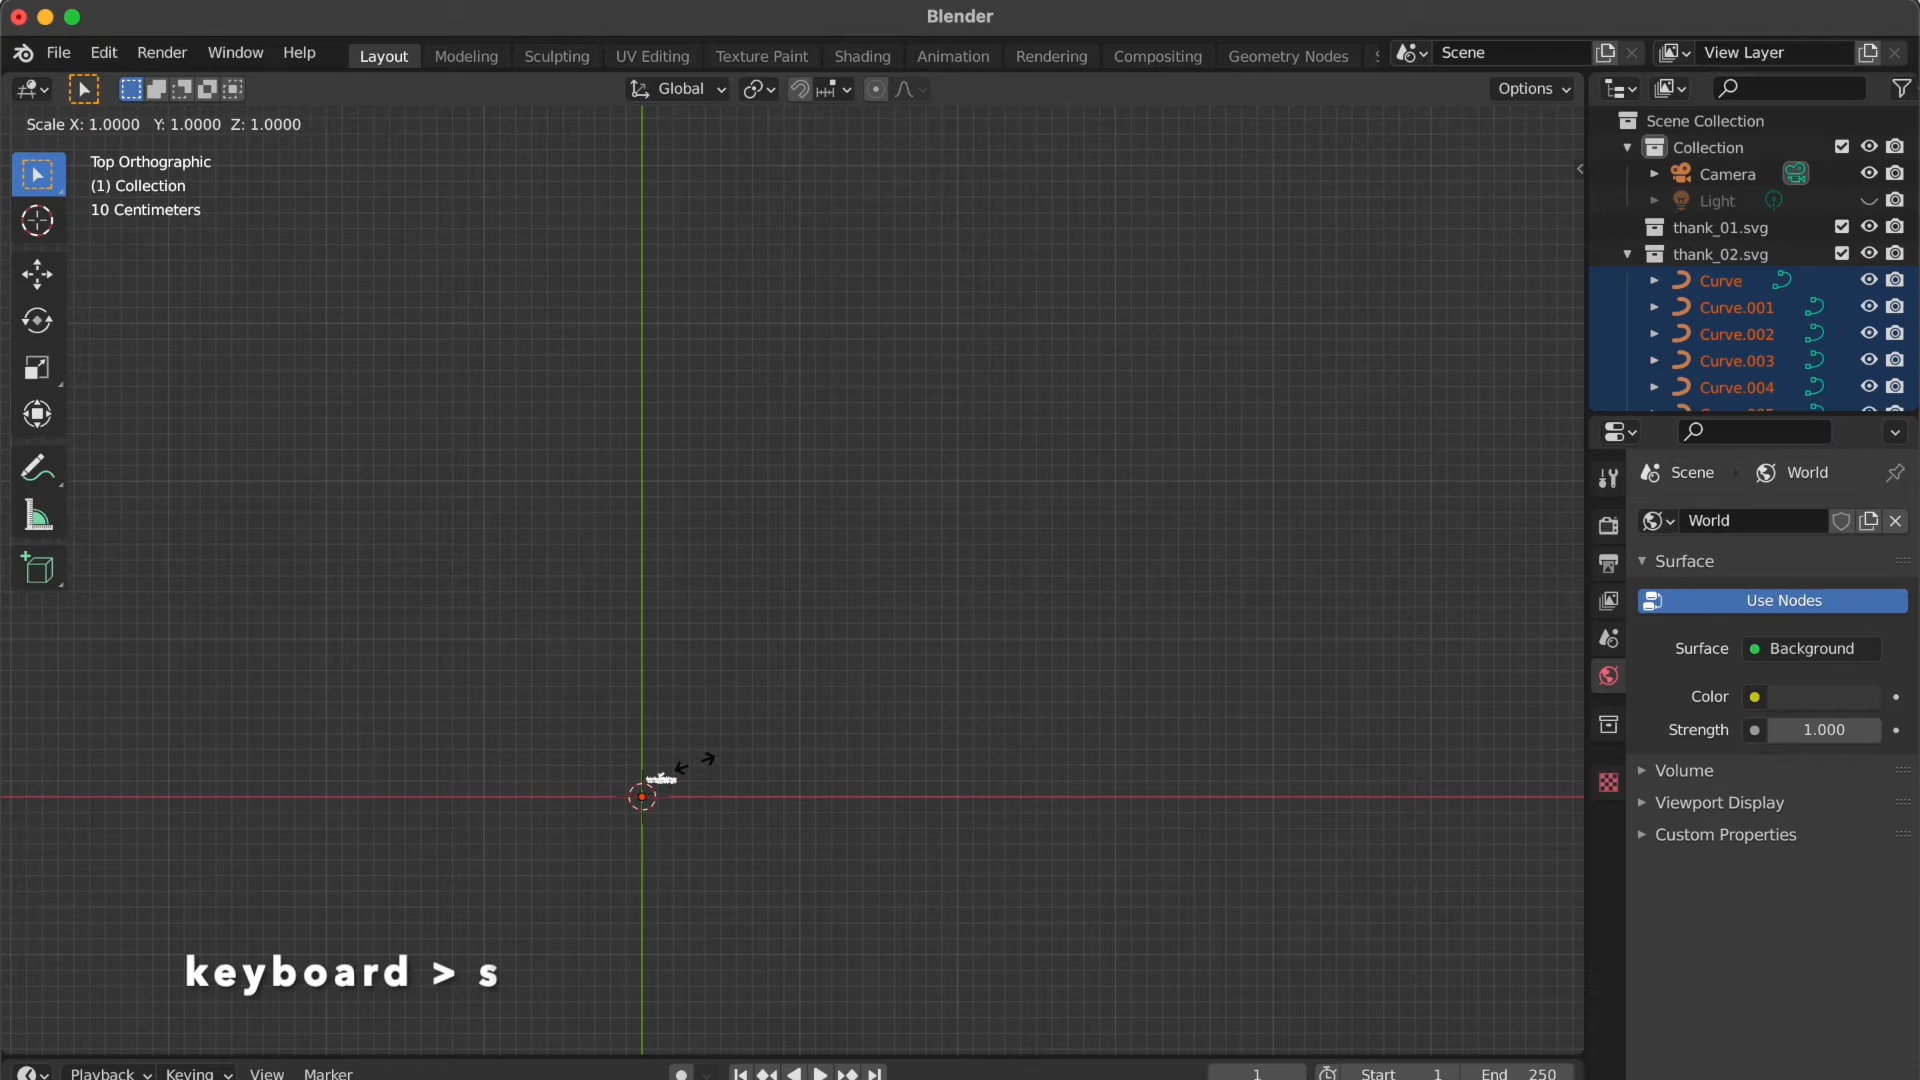 Blender
File Edit Render Window Help Layout Modeling Sculpting UV Editing Texture Paint Shading Animation Rendering Compositing Geometry Nodes Scene View Layer
Global Options
Scale X: 1.0000 Y: 1.0000 Z: 1.0000
Top Orthographic
(1) Collection
10 Centimeters
Scene Collection
Collection
Camera
Light
thank_01.svg
thank_02.svg
Curve
Curve.001
Curve.002
Curve.003
Curve.004
Scene World
World
Surface
Use Nodes
Surface Background
Color
Strength 1.000
Volume
Viewport Display
Custom Properties
keyboard > s
Playback Keying View Marker 1 Start 1 End 250